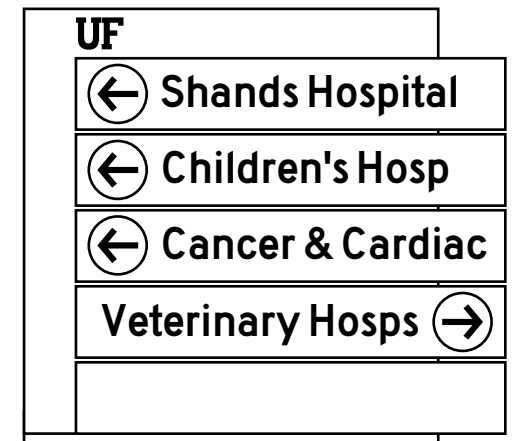 UF
Shands Hospital
Children's Hosp
Cancer & Cardiac
Veterinary Hosps